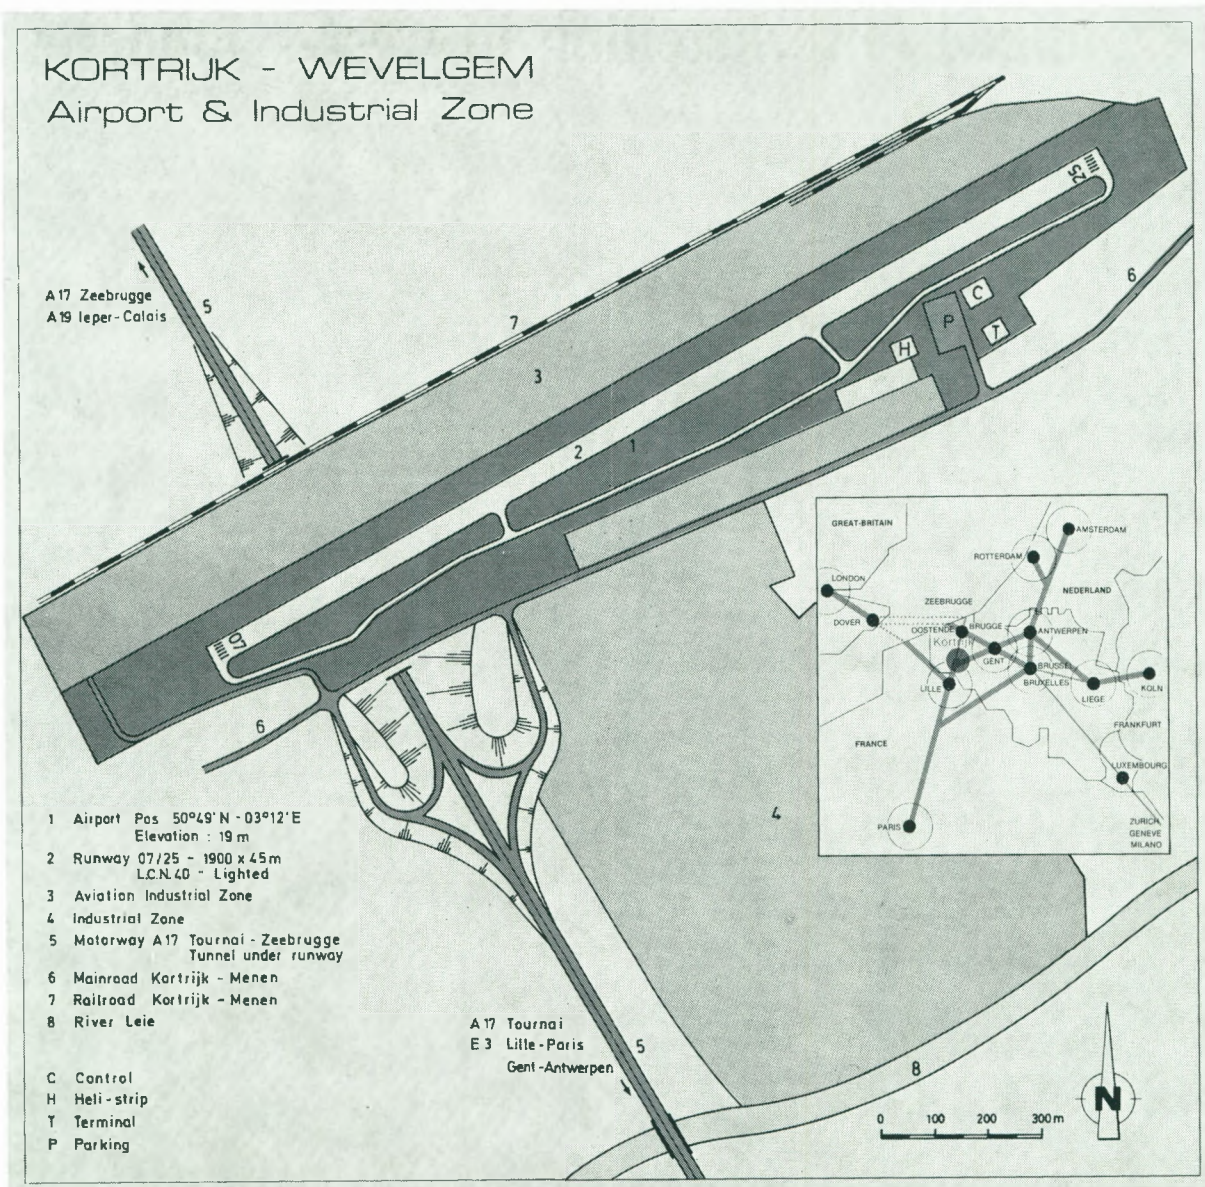 KORTRIJK - WEVELGEM
Airport & Industrial Zone
A17 Zeebrugge
A19 Ieper-Calais
5
7
3
2
1
25
07
6
C
P
T
H
6
GREAT-BRITAIN
AMSTERDAM
ROTTERDAM
LONDON
NEDERLAND
ZEEBRUGGE
DOVER
OOSTENDE
BRUGGE
ANTWERPEN
Kortrijk
GENT
BRUSSEL
BRUXELLES
LILLE
LIEGE
KÖLN
FRANKFURT
FRANCE
LUXEMBOURG
PARIS
ZURICH
GENEVE
MILANO
4
1 Airport Pos 50°49'N - 03°12'E
Elevation : 19 m
2 Runway 07/25 - 1900 x 45m
L.C.N. 40 - Lighted
3 Aviation Industrial Zone
4 Industrial Zone
5 Motorway A17 Tournai - Zeebrugge
Tunnel under runway
6 Mainroad Kortrijk - Menen
7 Railroad Kortrijk - Menen
8 River Leie
C Control
H Heli-strip
T Terminal
P Parking
A17 Tournai
E3 Lille-Paris
Gent-Antwerpen
5
8
N
0 100 200 300 m